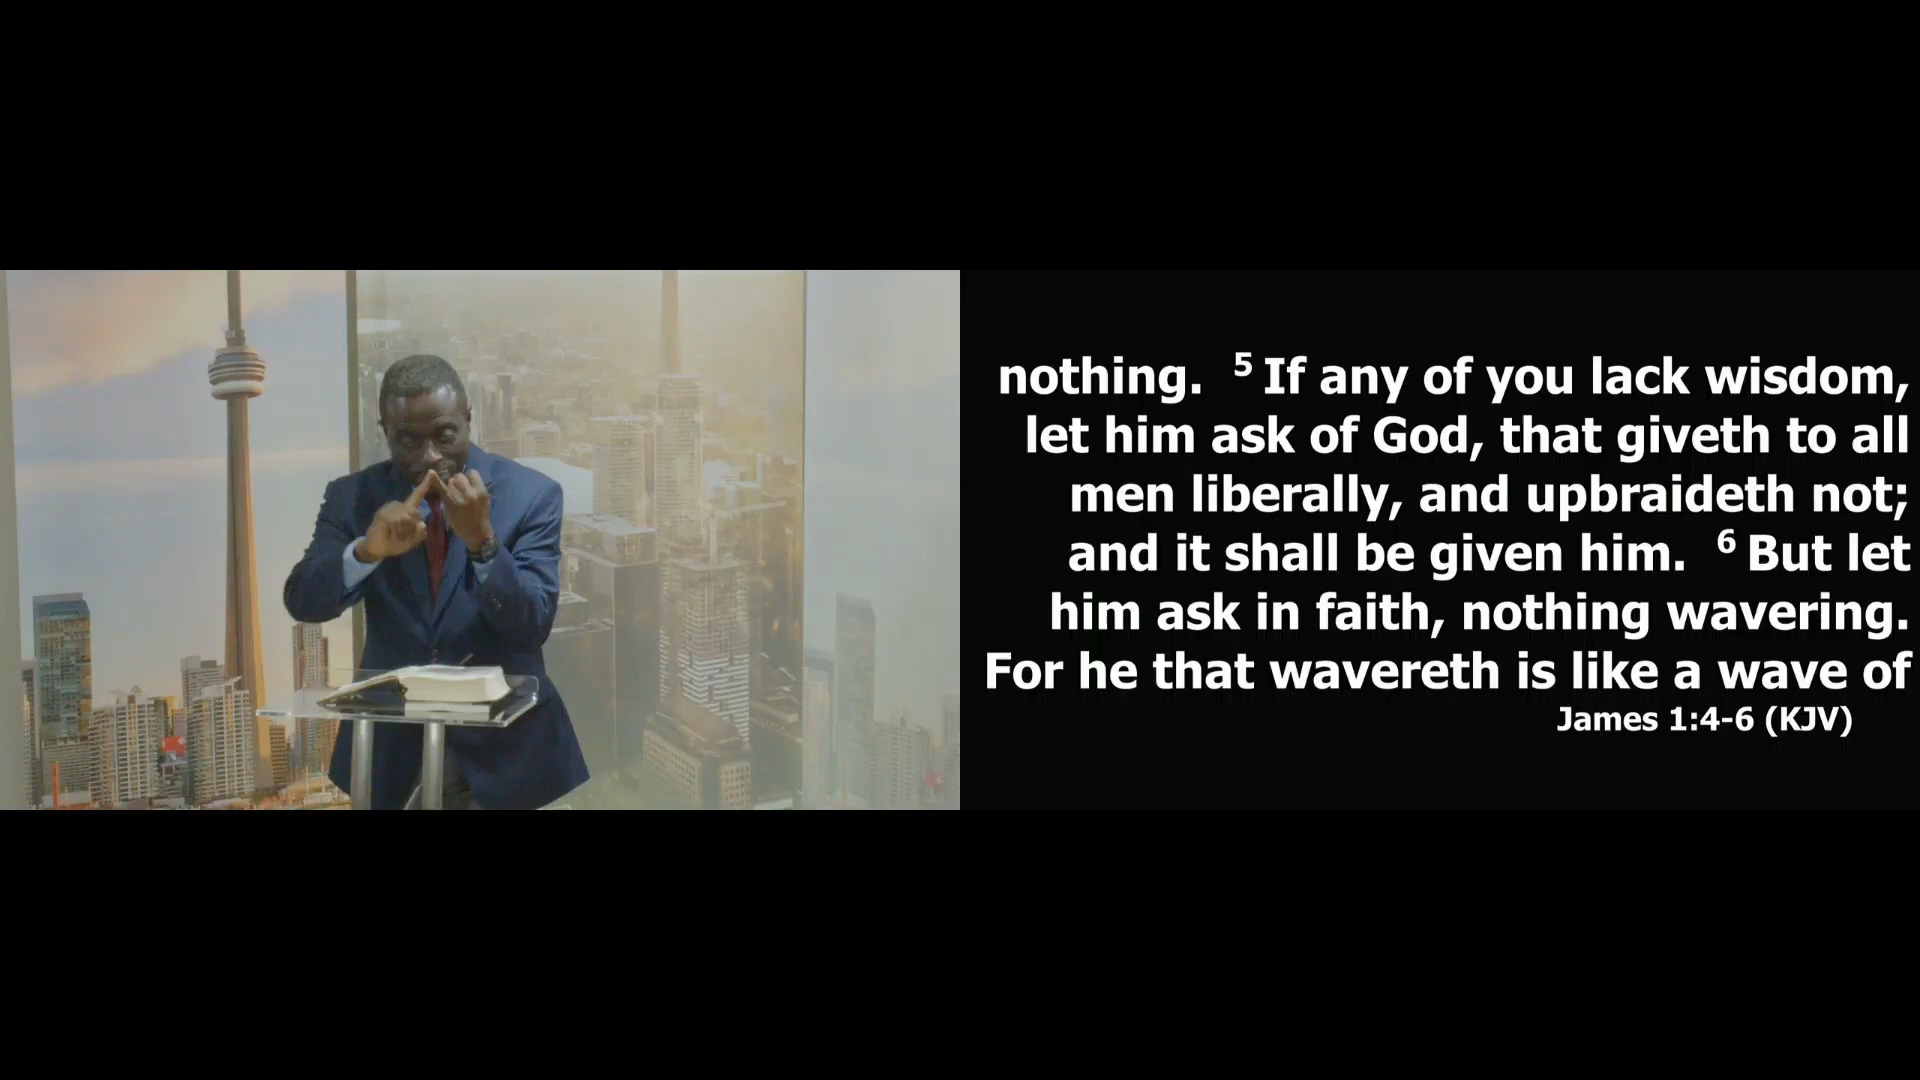 nothing. 5 If any of you lack wisdom,
let him ask of God, that giveth to all
men liberally, and upbraideth not;
and it shall be given him. 6 But let
him ask in faith, nothing wavering.
For he that wavereth is like a wave of
James 1:4-6 (KJV)